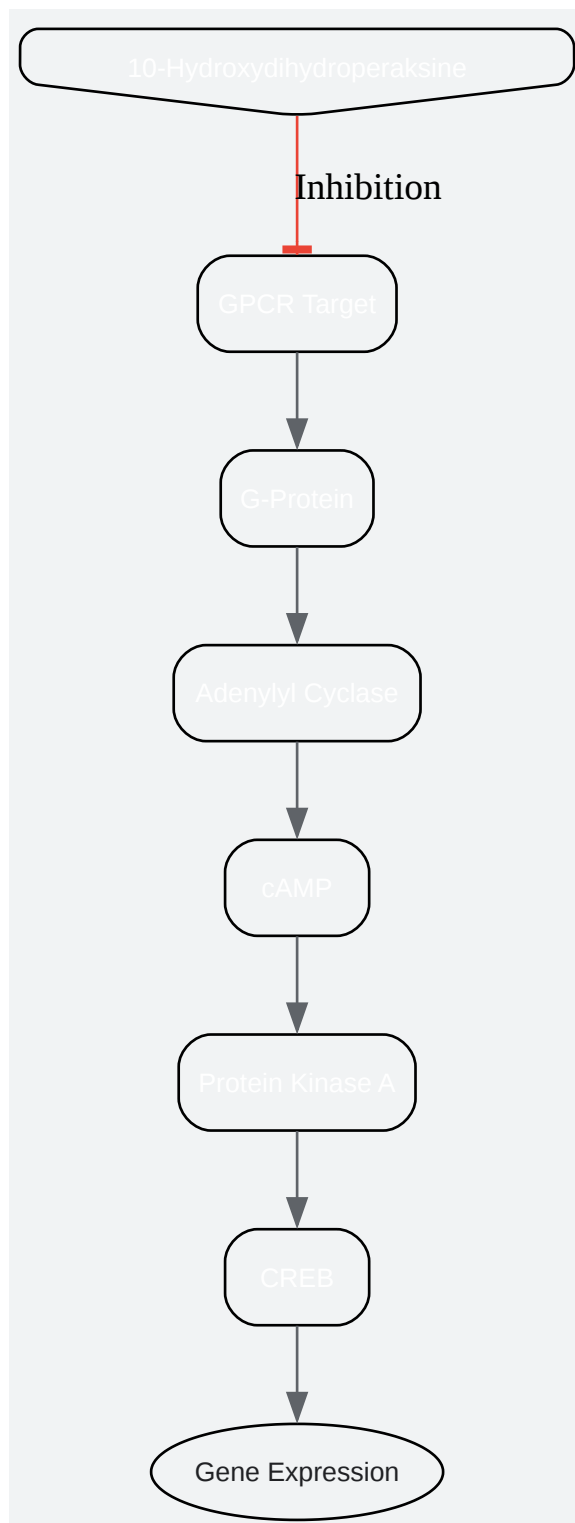 10-Hydroxydihydroperaksine
Inhibition
GPCR Target
G-Protein
Adenylyl Cyclase
cAMP
Protein Kinase A
CREB
Gene Expression